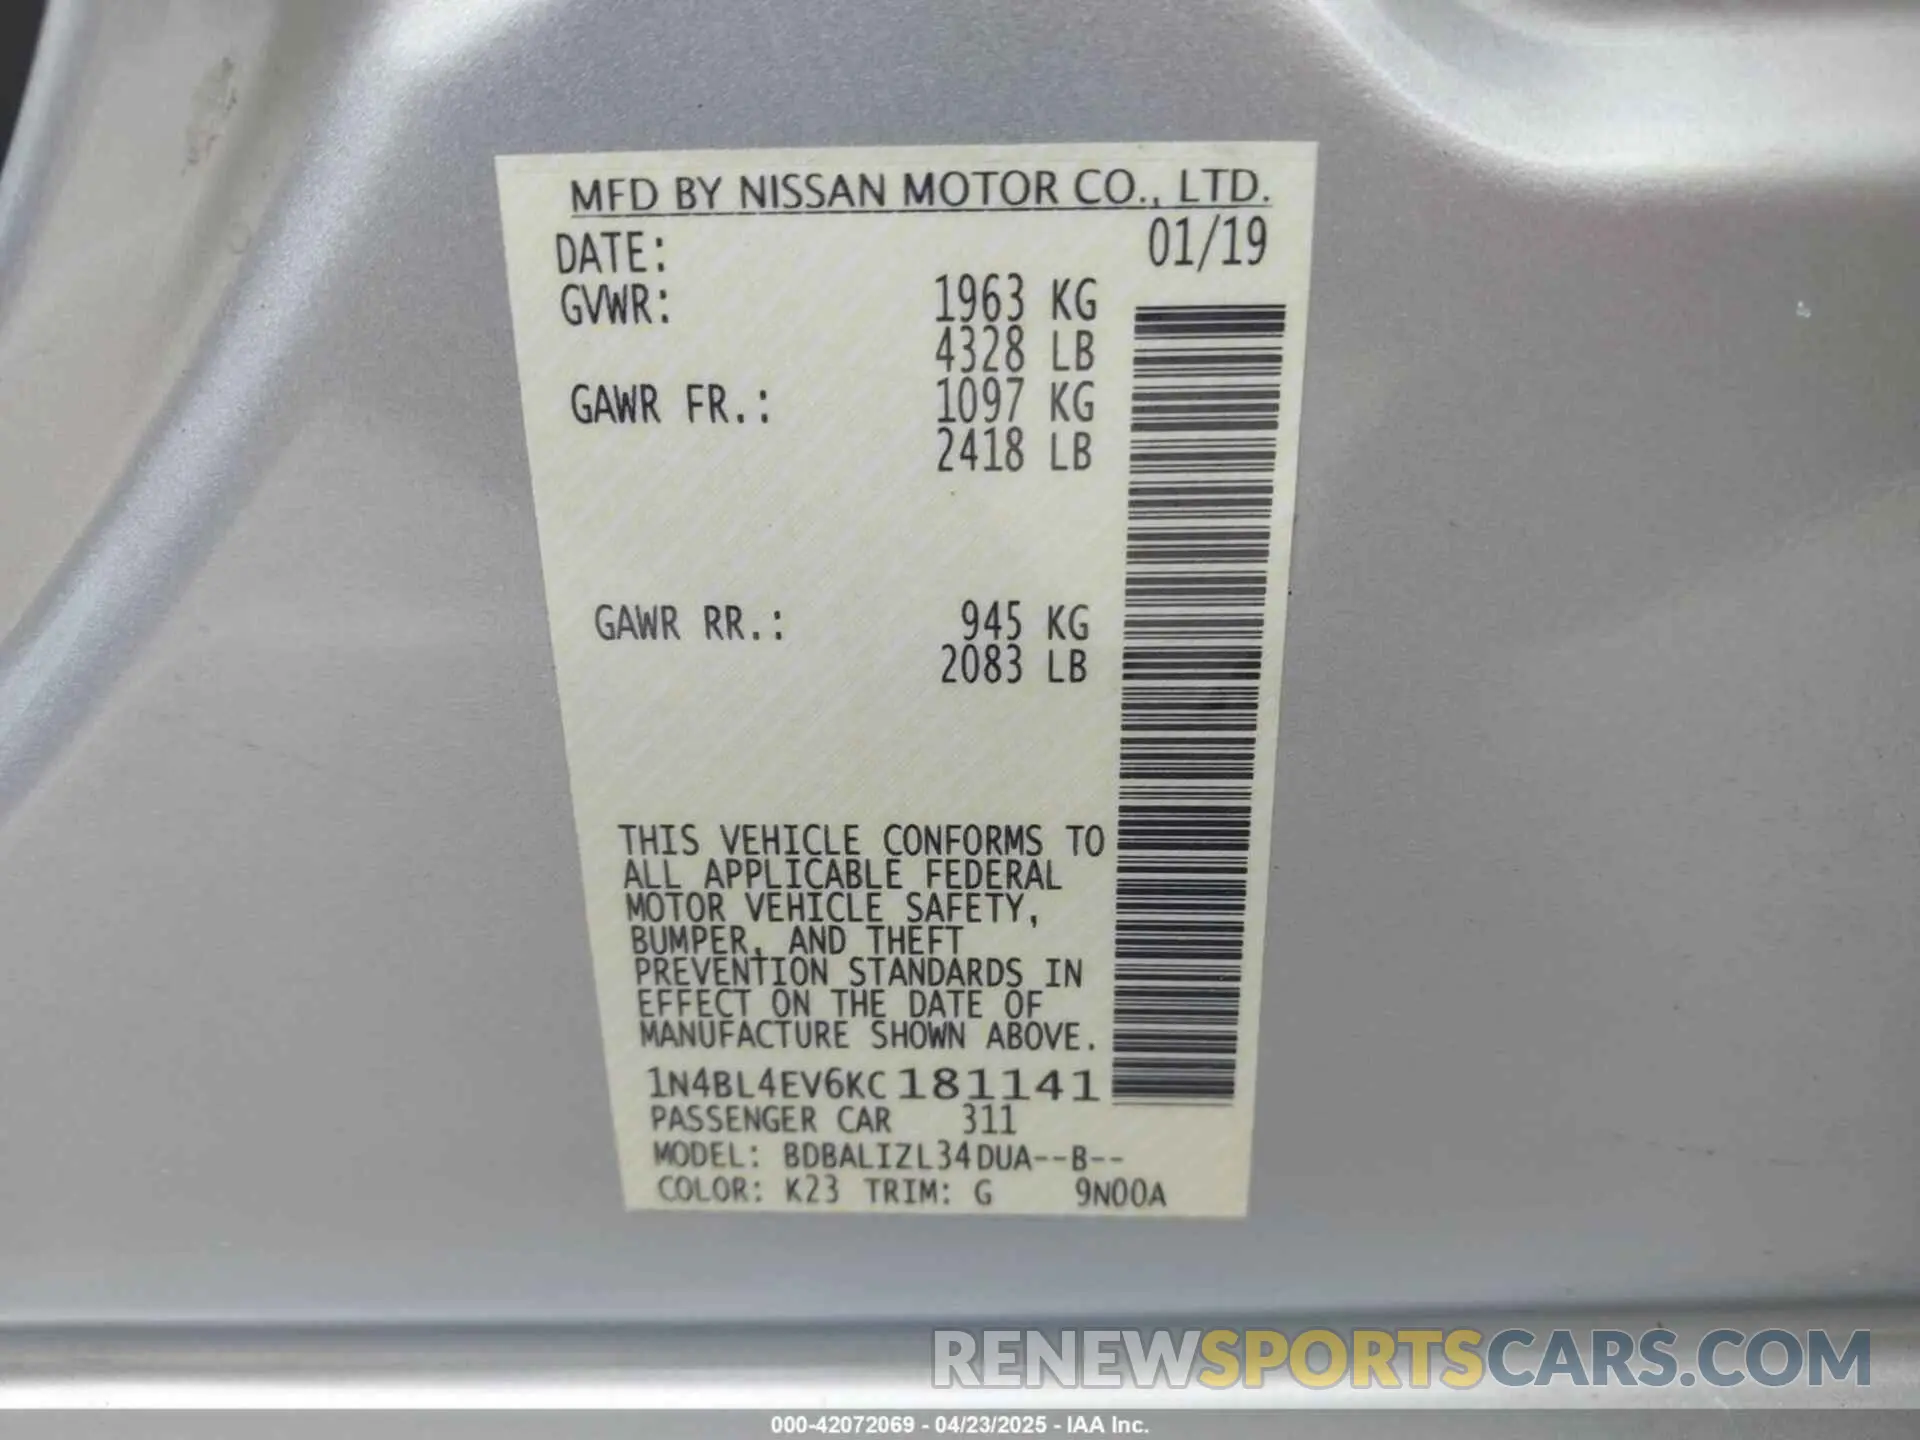 MFD BY NISSAN MOTOR CO., LTD.
DATE: 01/19
GVWR: 1963 KG
4328 LB
GAWR FR.: 1097 KG
2418 LB
GAWR RR.: 945 KG
2083 LB
THIS VEHICLE CONFORMS TO
ALL APPLICABLE FEDERAL
MOTOR VEHICLE SAFETY,
BUMPER, AND THEFT
PREVENTION STANDARDS IN
EFFECT ON THE DATE OF
MANUFACTURE SHOWN ABOVE.
1N4BL4EV6KC181141
PASSENGER CAR 311
MODEL: BDBALIZL34DUA--B--
COLOR: K23 TRIM: G 9N00A
RENEWSPORTSCARS.COM
000-42072069 - 04/23/2025 - IAA Inc.